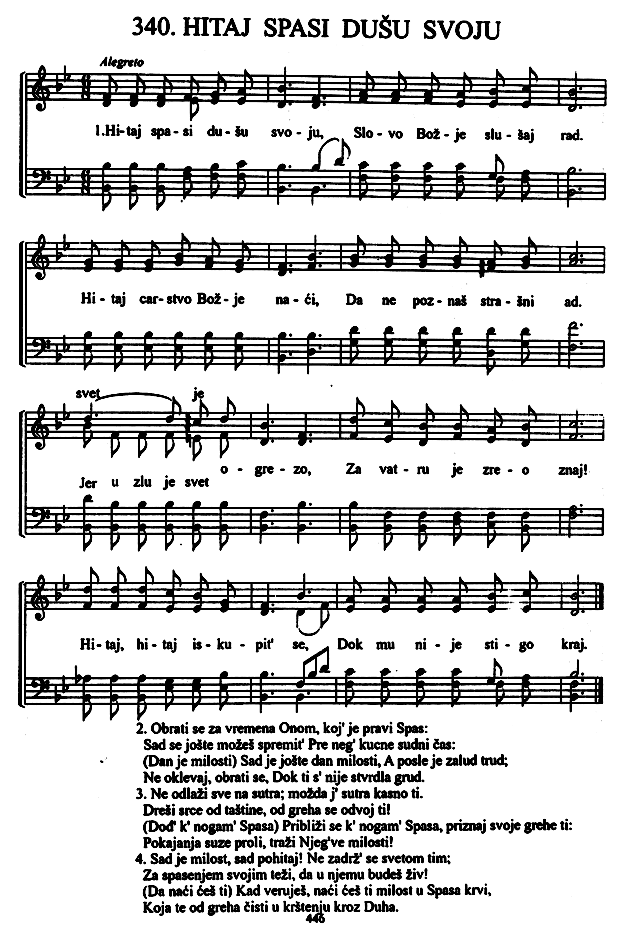 340. HITAJ SPASI DUŠU SVOJU
Alegreto
1.Hi-taj spa-si du-šu svo-ju, Slo-vo Bož-je slu-šaj rad.
Hi-taj car-stvo Bož-je na-ći, Da ne poz-naš stra-šni ad.
svet je
o-gre-zo, Za vat-ru je zre-o znaj!
Jer u zlu je svet
Hi-taj, hi-taj is-ku-pit' se, Dok mu ni-je sti-go kraj.
2. Obrati se za vremena Onom, koj' je pravi Spas:
Sad se jošte možeš spremit' Pre neg' kucne sudni čas:
(Dan je milosti) Sad je jošte dan milosti, A posle je zalud trud;
Ne oklevaj, obrati se, Dok ti s' nije stvrdla grud.
3. Ne odlaži sve na sutra; možda j' sutra kasno ti.
Dreši srce od taštine, od greha se odvoj ti!
(Dođ' k' nogam' Spasa) Približi se k' nogam' Spasa, priznaj svoje grehe ti:
Pokajanja suze proli, traži Njeg've milosti!
4. Sad je milost, sad pohitaj! Ne zadrž' se svetom tim;
Za spasenjem svojim teži, da u njemu budeš živ!
(Da naći ćeš ti) Kad veruješ, naći ćeš ti milost u Spasa krvi,
Koja te od greha čisti u krštenju kroz Duha.
446